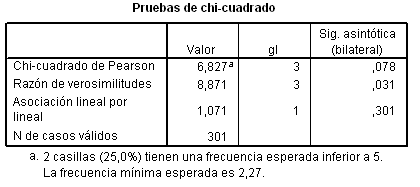 Pruebas de chi-cuadrado
Valor gl Sig. asintótica (bilateral)
Chi-cuadrado de Pearson 6,827a 3 ,078
Razón de verosimilitudes 8,871 3 ,031
Asociación lineal por lineal 1,071 1 ,301
N de casos válidos 301
a. 2 casillas (25,0%) tienen una frecuencia esperada inferior a 5.
La frecuencia mínima esperada es 2,27.